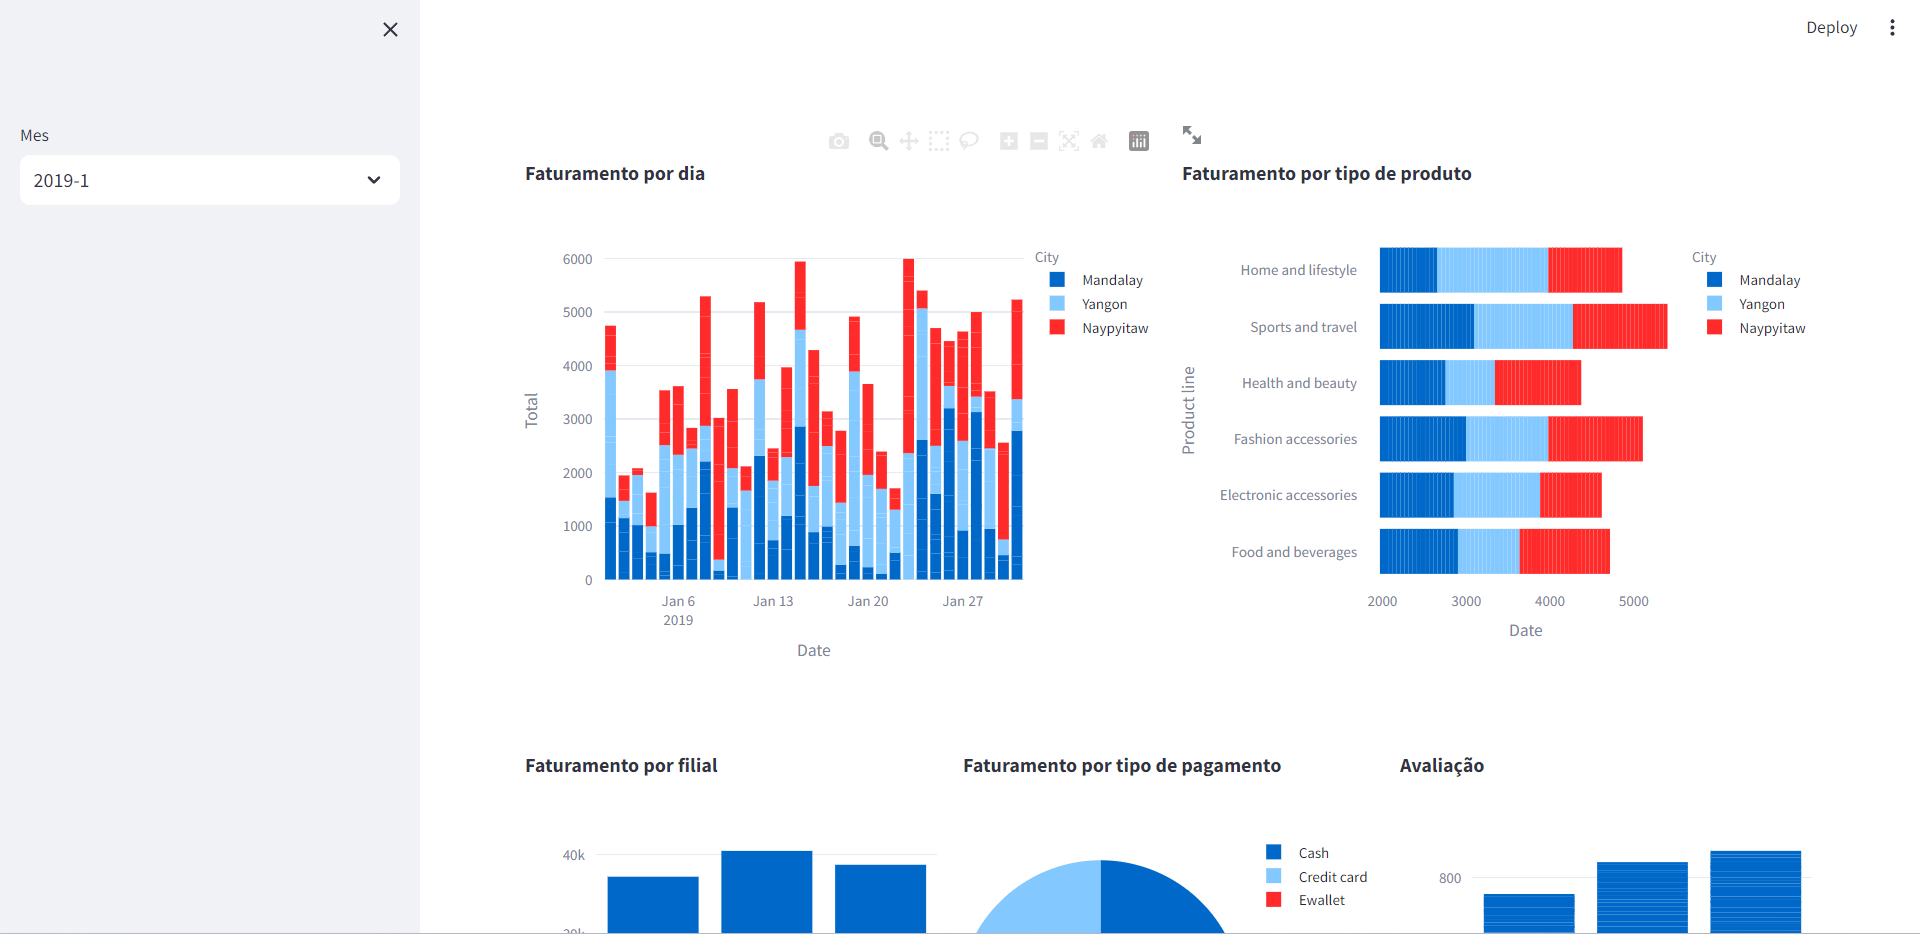 Deploy
Mes
2019-1
Faturamento por dia
Total
6000
5000
4000
3000
2000
1000
0
Jan 6
2019
Jan 13
Jan 20
Jan 27
Date
City
Mandalay
Yangon
Naypyitaw
Faturamento por tipo de produto
Product line
Home and lifestyle
Sports and travel
Health and beauty
Fashion accessories
Electronic accessories
Food and beverages
2000
3000
4000
5000
Date
City
Mandalay
Yangon
Naypyitaw
Faturamento por filial
40k
Faturamento por tipo de pagamento
Cash
Credit card
Ewallet
Avaliação
800